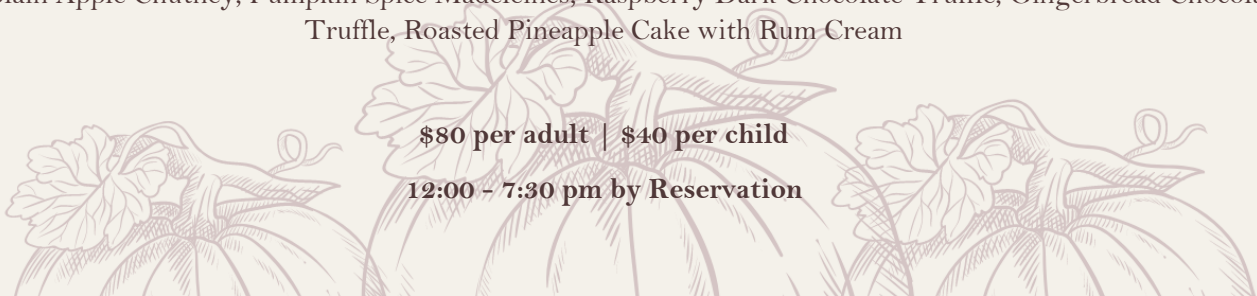 Apple Chutney, Pumpkin Spice Madeleines, Raspberry Dark Chocolate Truffle, Gingerbread
Truffle, Roasted Pineapple Cake with Rum Cream
$80 per adult | $40 per child
12:00 - 7:30 pm by Reservation